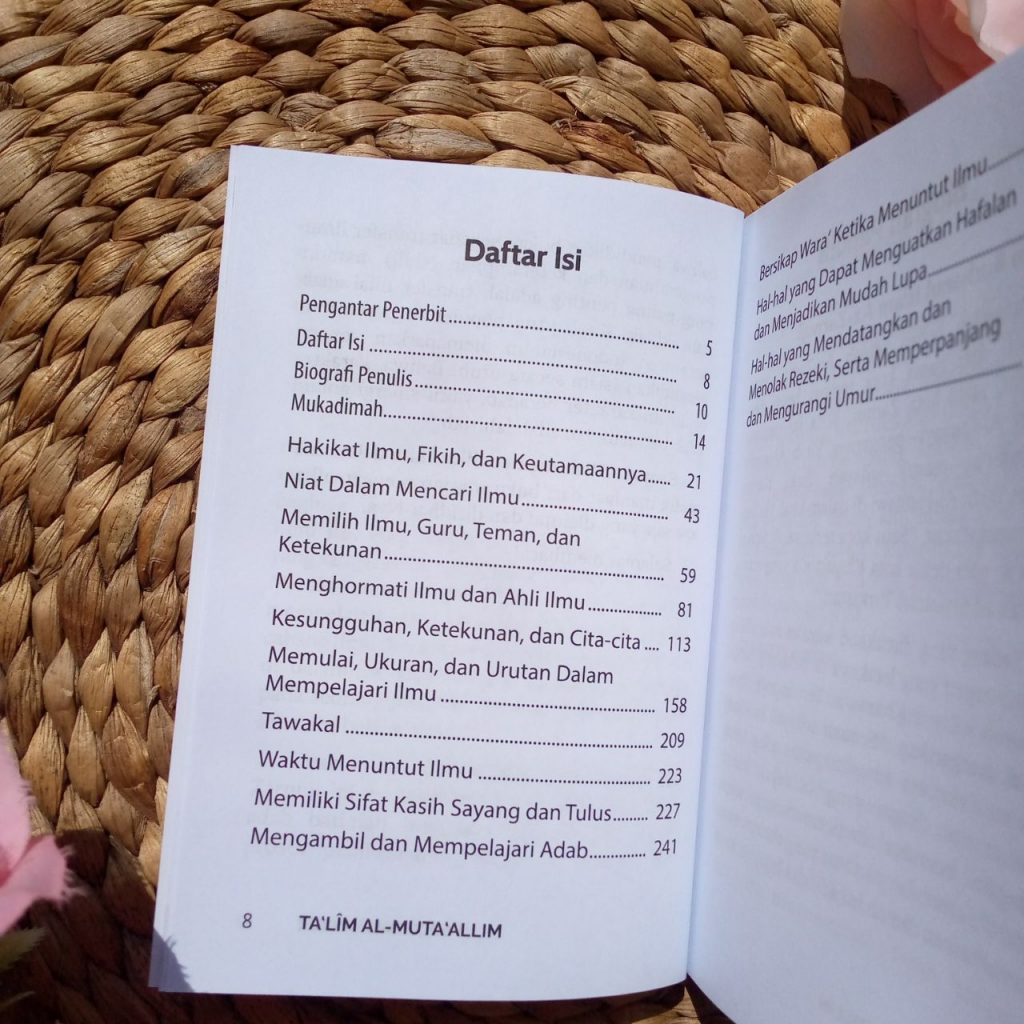 Daftar Isi
Pengantar Penerbit.......................................... 5
Daftar Isi ........................................................ 8
Biografi Penulis............................................... 10
Mukadimah..................................................... 14
Hakikat Ilmu, Fikih, dan Keutamaannya...... 21
Niat Dalam Mencari Ilmu............................ 43
Memilih Ilmu, Guru, Teman, dan
Ketekunan...................................................... 59
Menghormati Ilmu dan Ahli Ilmu............... 81
Kesungguhan, Ketekunan, dan Cita-cita .... 113
Memulai, Ukuran, dan Urutan Dalam
Mempelajari Ilmu .......................................... 158
Tawakal ............................................................ 209
Waktu Menuntut Ilmu ................................. 223
Memiliki Sifat Kasih Sayang dan Tulus......... 227
Mengambil dan Mempelajari Adab.............. 241
8 TA'LÎM AL-MUTA'ALLIM
Bersikap Wara' Ketika Menuntut Ilmu........
Hal-hal yang Dapat Menguatkan Hafalan
dan Menjadikan Mudah Lupa....................
Hal-hal yang Mendatangkan dan
Menolak Rezeki, Serta Memperpanjang
dan Mengurangi Umur..............................